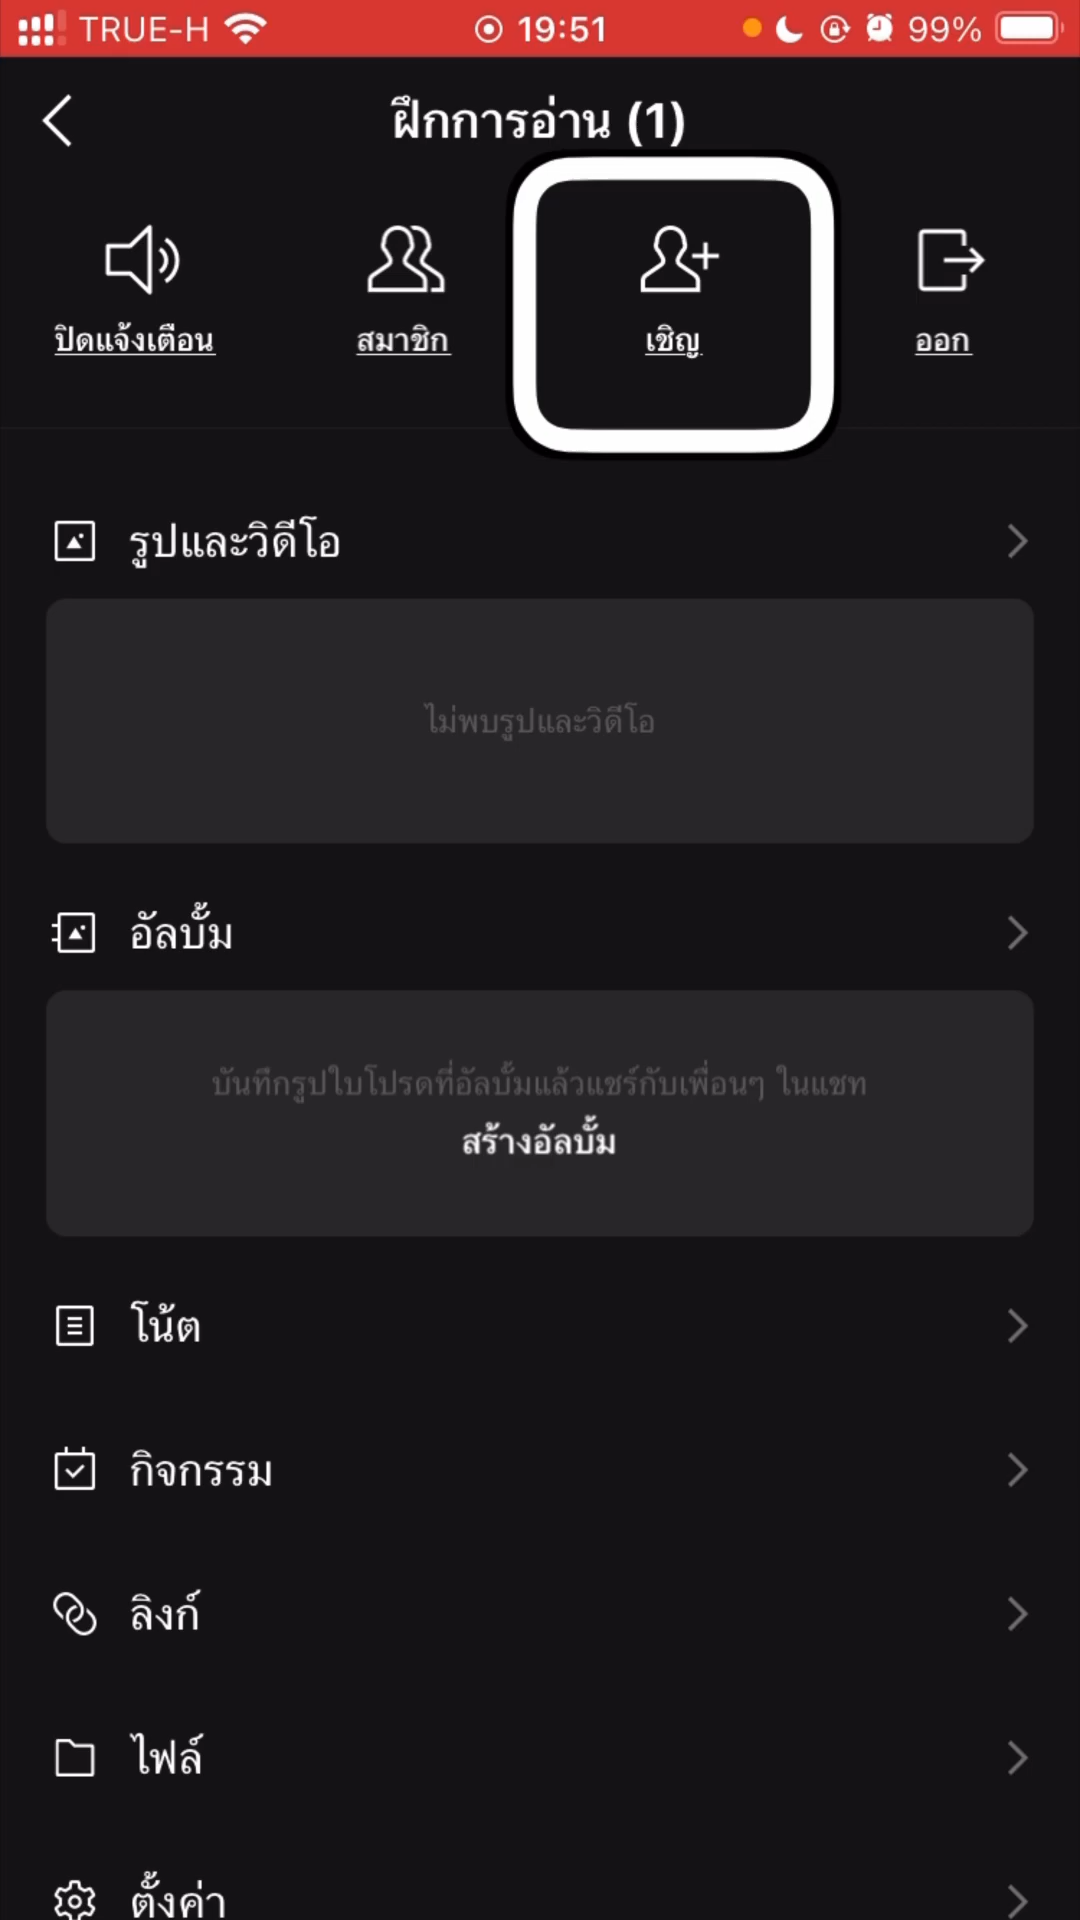 TRUE-H 19:51 99%
ฝึกการอ่าน (1)
ปิดแจ้งเตือน สมาชิก เชิญ ออก
รูปและวิดีโอ
ไม่พบรูปและวิดีโอ
อัลบั้ม
บันทึกรูปใบโปรดที่อัลบั้มแล้วแชร์กับเพื่อนๆ ในแชท
สร้างอัลบั้ม
โน้ต
กิจกรรม
ลิงก์
ไฟล์
ตั้งค่า